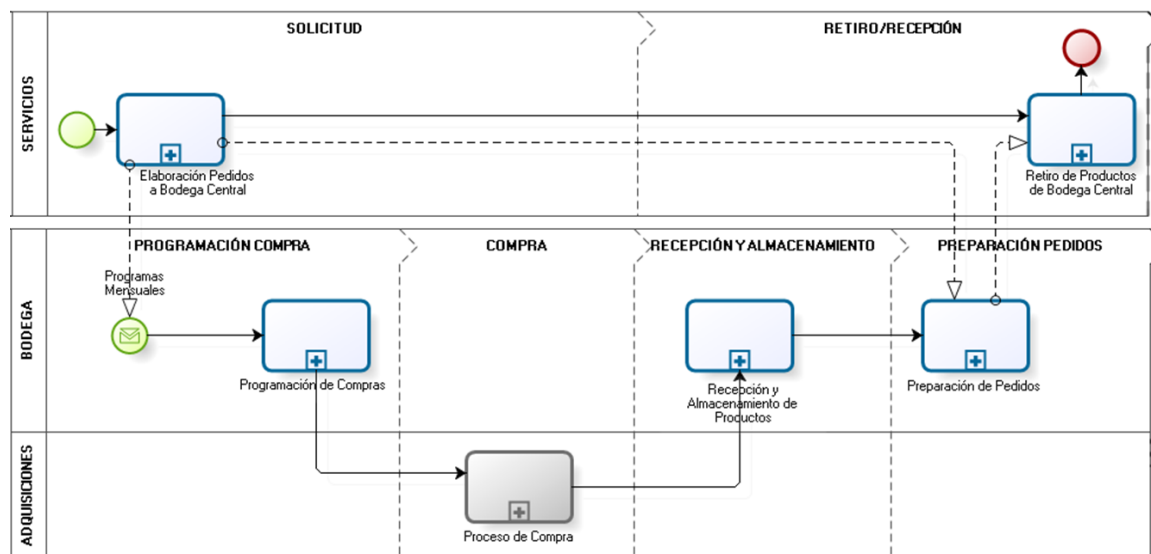 SOLICITUD
RETIRO/RECEPCIÓN
SERVICIOS
Elaboración Pedidos
a Bodega Central
Retiro de Productos
de Bodega Central
PROGRAMACIÓN COMPRA
COMPRA
RECEPCIÓN Y ALMACENAMIENTO
PREPARACIÓN PEDIDOS
BODEGA
Programas
Mensuales
Programación de Compras
Recepción y
Almacenamiento de
Productos
Preparación de Pedidos
ADQUISICIONES
Proceso de Compra